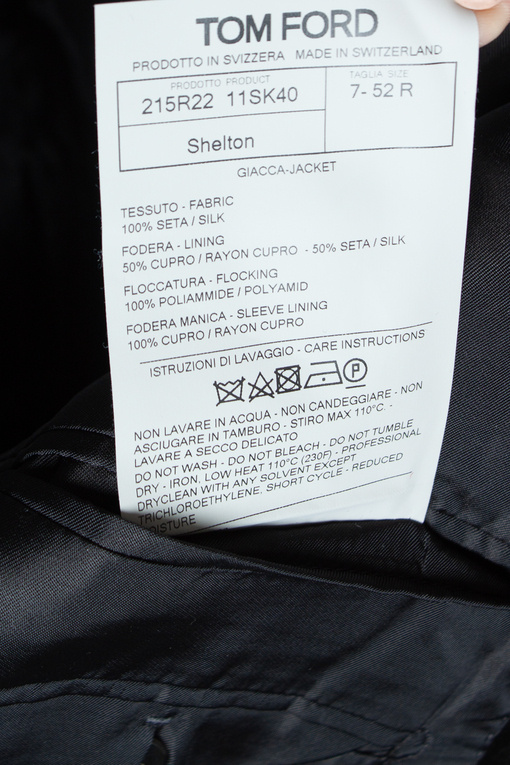 TOM FORD
PRODOTTO IN SVIZZERA MADE IN SWITZERLAND
PRODOTTO PRODUCT
215R22 11SK40
TAGLIA SIZE
7- 52 R
Shelton
GIACCA-JACKET
TESSUTO - FABRIC
100% SETA / SILK
FODERA - LINING
50% CUPRO / RAYON CUPRO - 50% SETA / SILK
FLOCCATURA - FLOCKING
100% POLIAMMIDE / POLYAMID
FODERA MANICA - SLEEVE LINING
100% CUPRO / RAYON CUPRO
ISTRUZIONI DI LAVAGGIO - CARE INSTRUCTIONS
P
NON LAVARE IN ACQUA - NON CANDEGGIARE - NON
ASCIUGARE IN TAMBURO - STIRO MAX 110°C. -
LAVARE A SECCO DELICATO
DO NOT WASH - DO NOT BLEACH - DO NOT TUMBLE
DRY - IRON, LOW HEAT 110°C (230F) - PROFESSIONAL
DRYCLEAN WITH ANY SOLVENT EXCEPT
TRICHLOROETHYLENE, SHORT CYCLE - REDUCED
MOISTURE